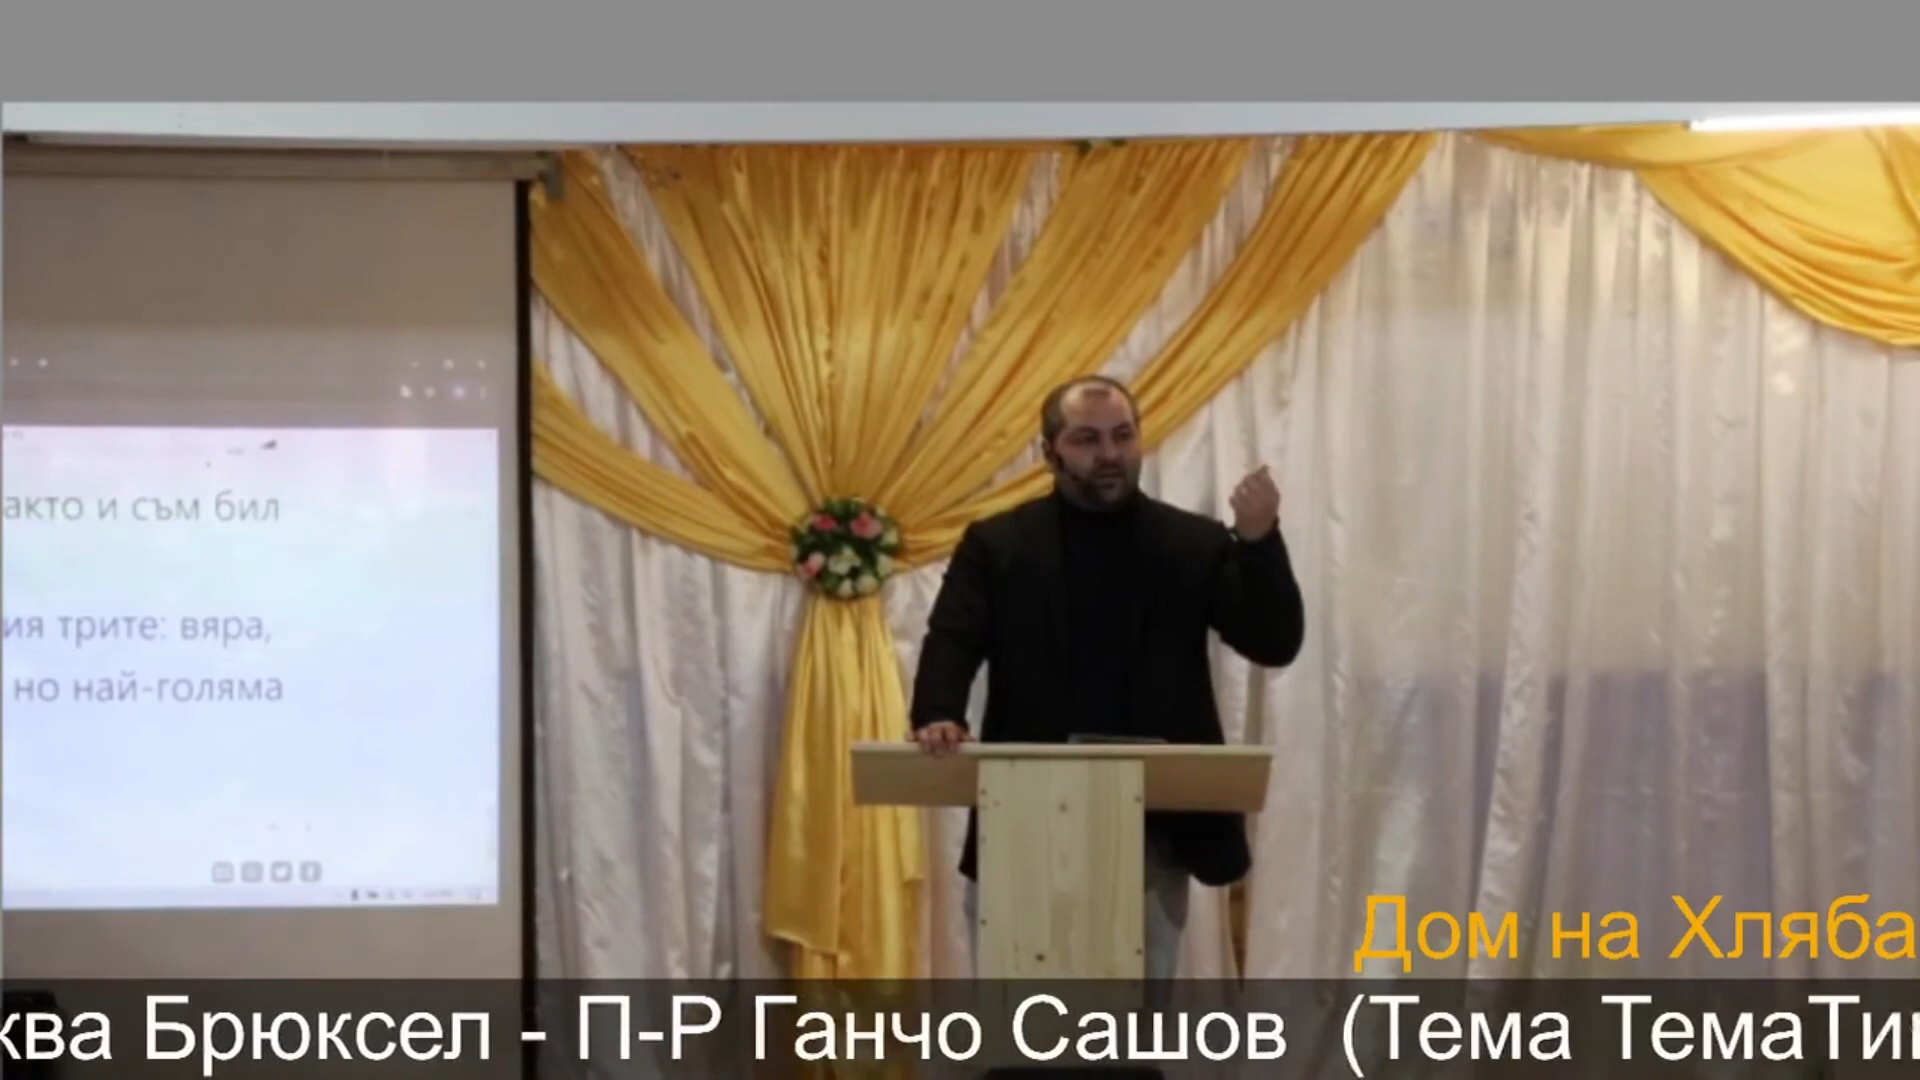 акто и съм бил
ия трите: вяра,
но най-голяма
Дом на Хляба
ква Брюксел - П-Р Ганчо Сашов (Тема ТемаТи